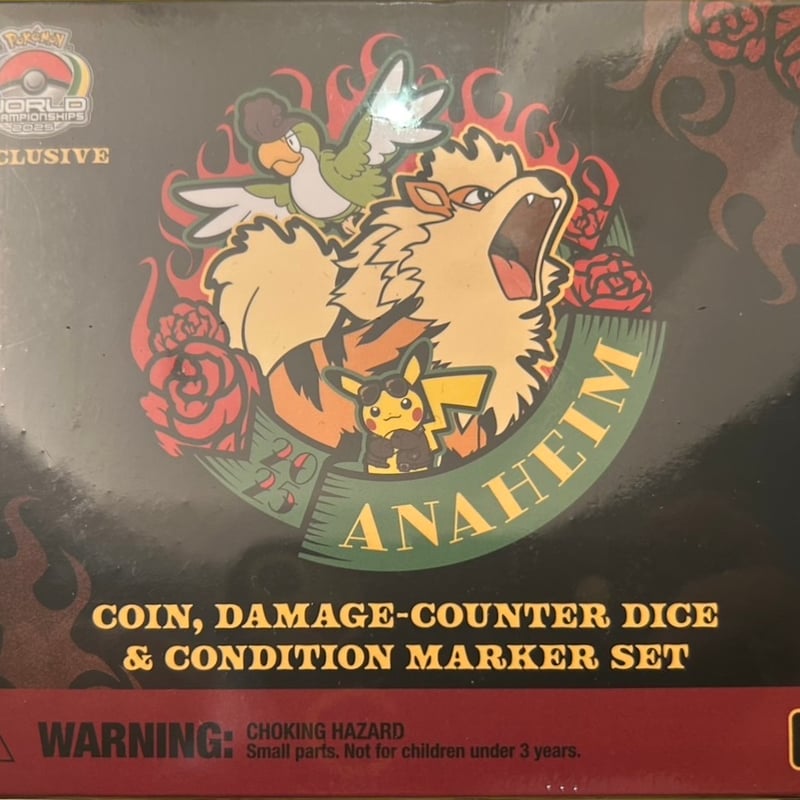 Pokémon
WORLD
CHAMPIONSHIPS
2025
CLUSIVE
2025
ANAHEIM
COIN, DAMAGE-COUNTER DICE
& CONDITION MARKER SET
WARNING: CHOKING HAZARD
Small parts. Not for children under 3 years.